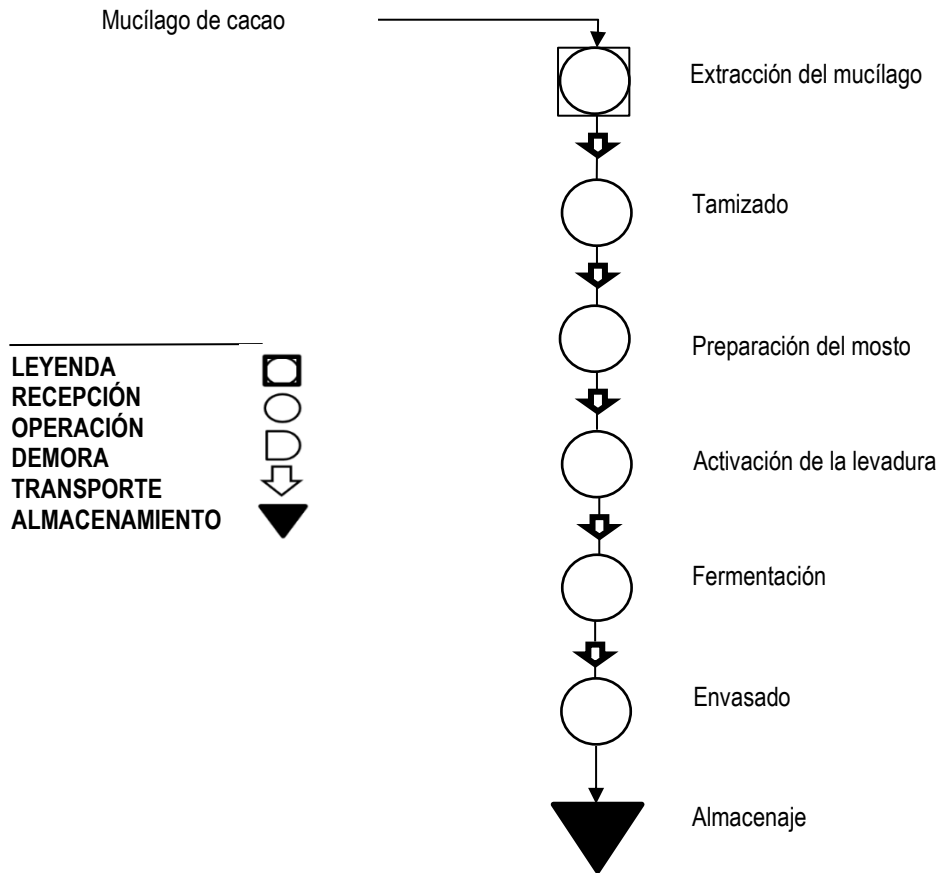 Mucílago de cacao
Extracción del mucílago
Tamizado
Preparación del mosto
Activación de la levadura
Fermentación
Envasado
Almacenaje
LEYENDA
RECEPCIÓN
OPERACIÓN
DEMORA
TRANSPORTE
ALMACENAMIENTO